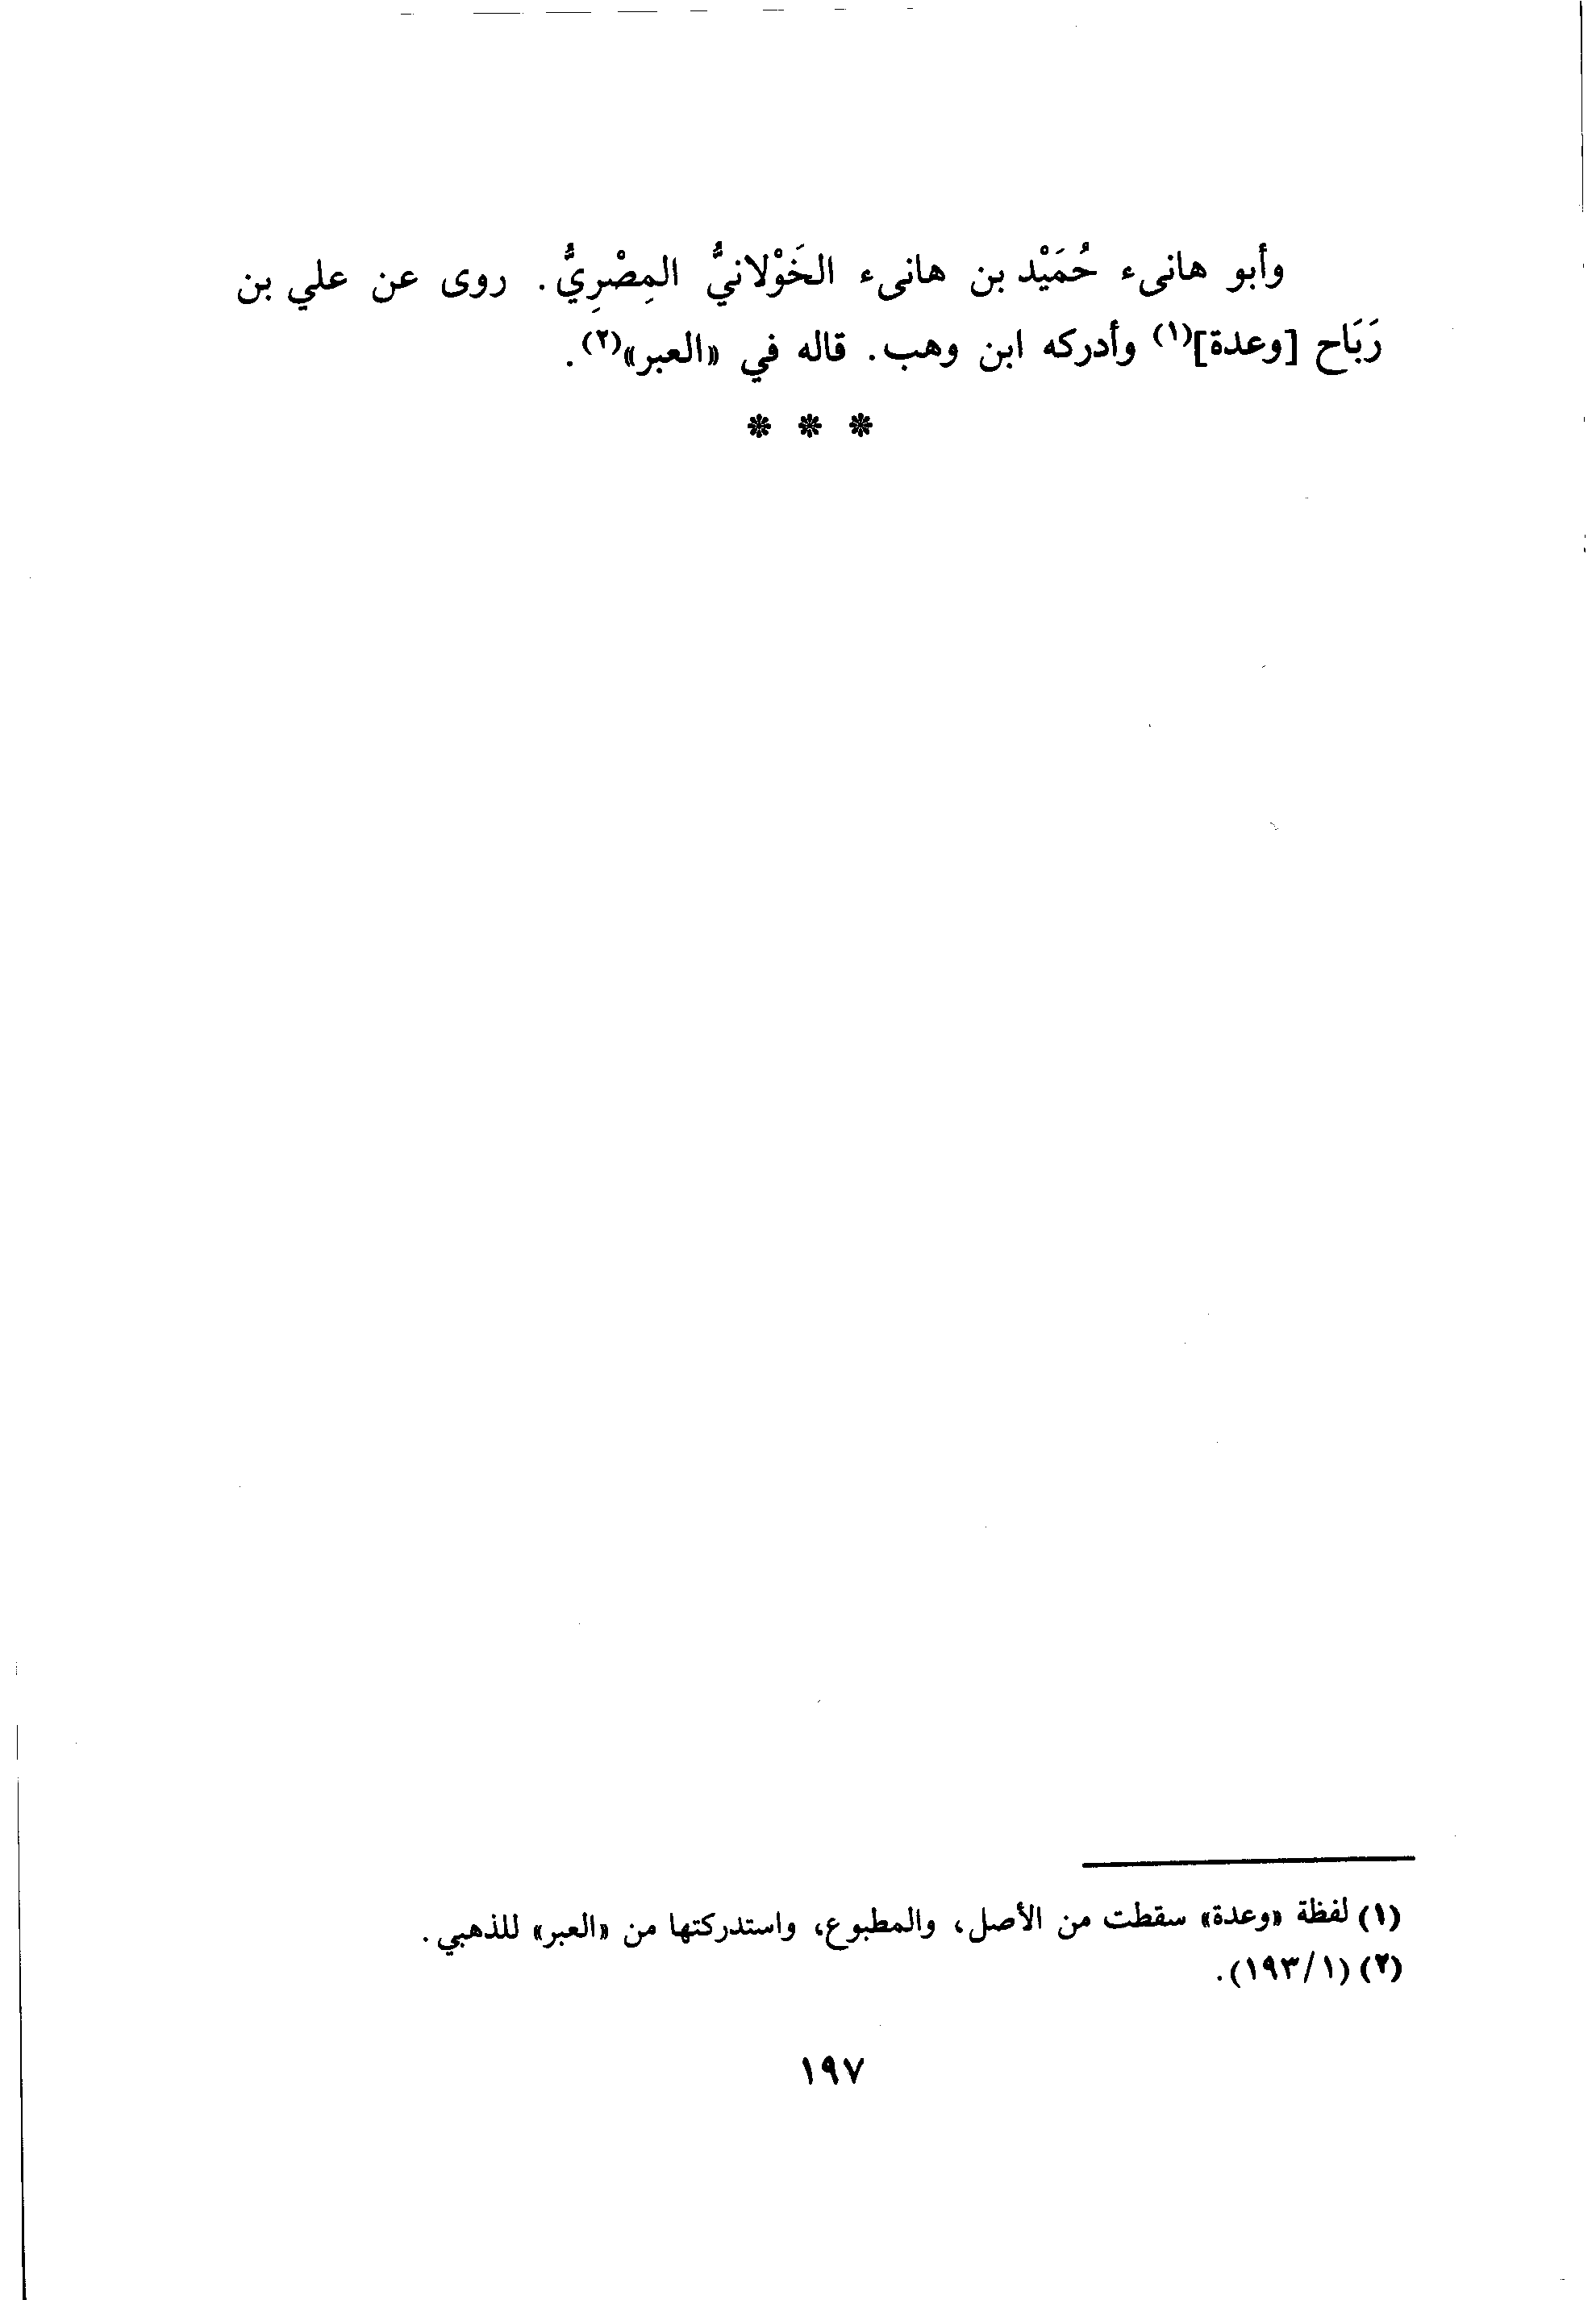 وأبو هانىء حُمَيْد بن هانىء الخَوْلانيُّ المِصْرِيُّ. روى عن علي بن
رَبَاح [وعدة](١) وأدركه ابن وهب. قاله في «العبر»(٢).
* * *
(١) لفظة «وعدة» سقطت من الأصل، والمطبوع، واستدركتها من «العبر» للذهبي.
(٢) (١/ ١٩٣).
١٩٧